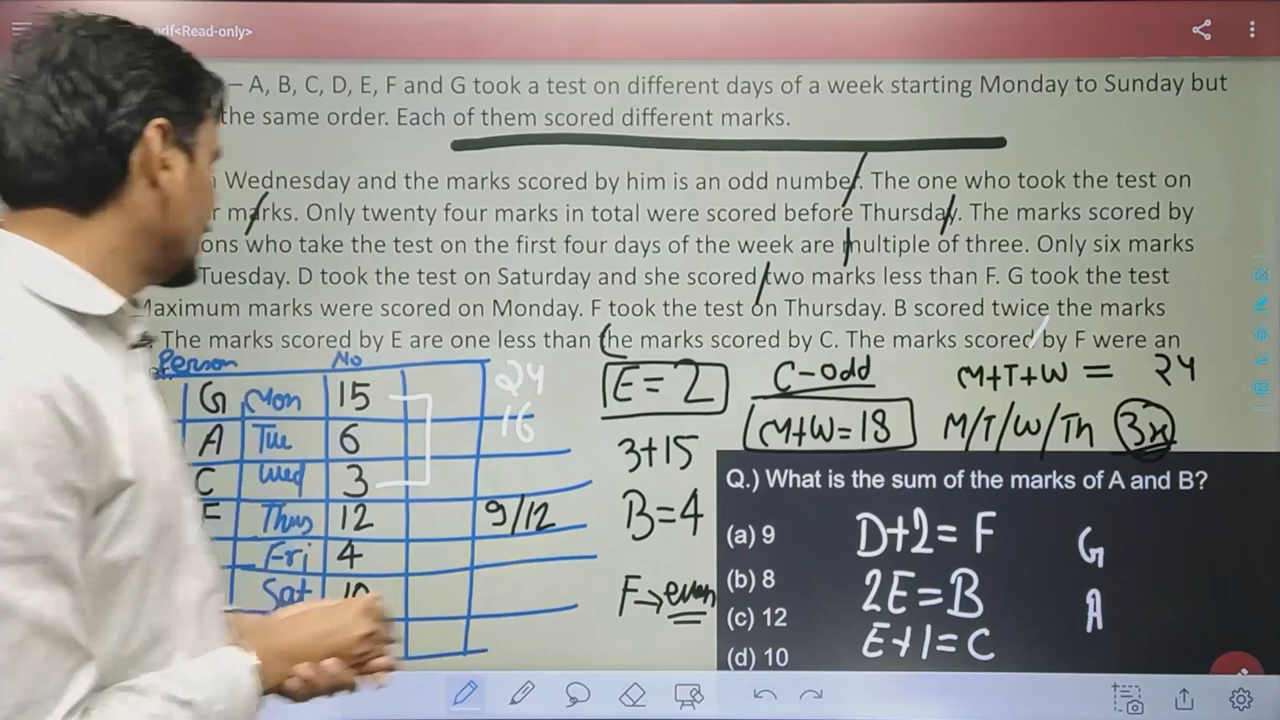 df<Read-only>
– A, B, C, D, E, F and G took a test on different days of a week starting Monday to Sunday but
the same order. Each of them scored different marks.
Wednesday and the marks scored by him is an odd number. The one who took the test on
r marks. Only twenty four marks in total were scored before Thursday. The marks scored by
ons who take the test on the first four days of the week are multiple of three. Only six marks
Tuesday. D took the test on Saturday and she scored two marks less than F. G took the test
Maximum marks were scored on Monday. F took the test on Thursday. B scored twice the marks
The marks scored by E are one less than the marks scored by C. The marks scored by F were an
Person No
G Mon 15 24
A Tue 6 16
C Wed 3
F Thus 12 9/12
Fri 4
Sat 10
E = 2
3+15
B=4
F→even
C-odd
M+W=18
M+T+W = 24
M/T/W/Th 3x
Q.) What is the sum of the marks of A and B?
(a) 9
(b) 8
(c) 12
(d) 10
D+2=F
2E=B
E+1=C
G
A